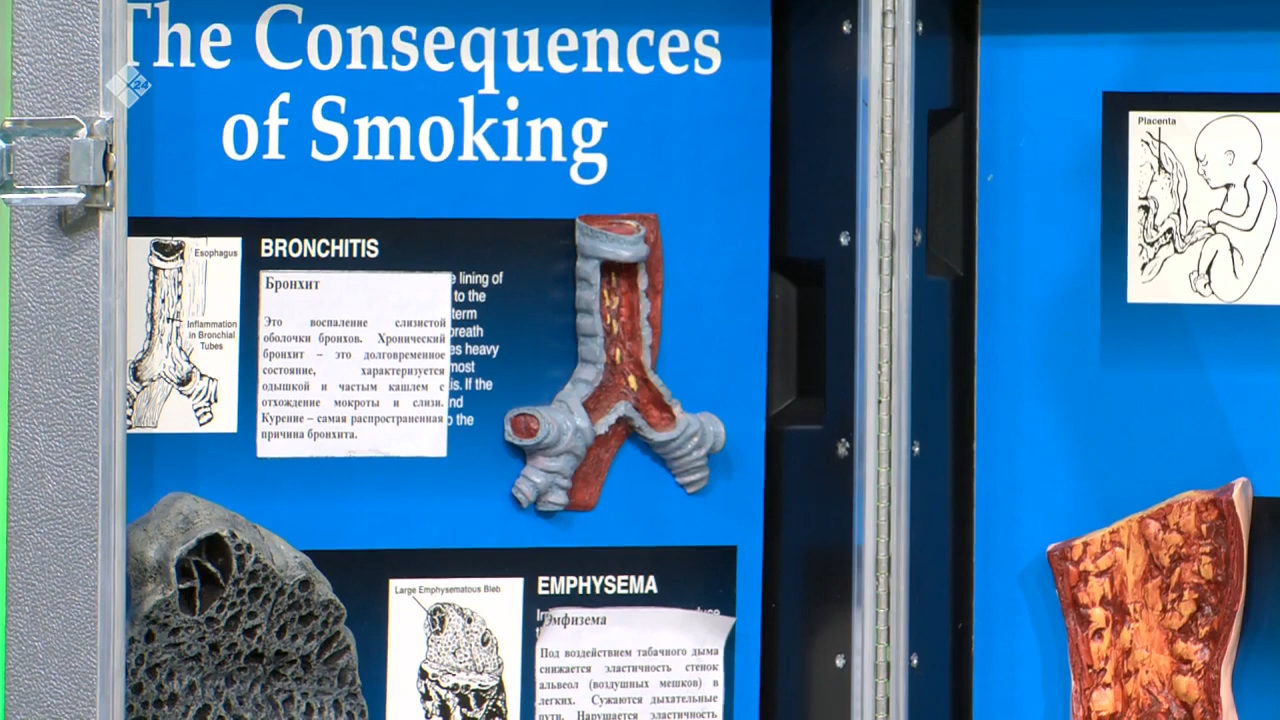 The Consequences
of Smoking
x24
BRONCHITIS
Esophagus
Inflammation
in Bronchial
Tubes
Бронхит
Это воспаление слизистой
оболочки бронхов. Хронический
бронхит – это долговременное
состояние, характеризуется
одышкой и частым кашлем с
отхождение мокроты и слизи.
Курение – самая распространенная
причина бронхита.
lining of
to the
term
breath
heavy
most
If the
the
Placenta
Large Emphysematous Bleb
EMPHYSEMA
Эмфизема
Под воздействием табачного дыма
снижается эластичность стенок
альвеол (воздушных мешков) в
легких. Сужаются дыхательные
пути. Нарушается эластичность